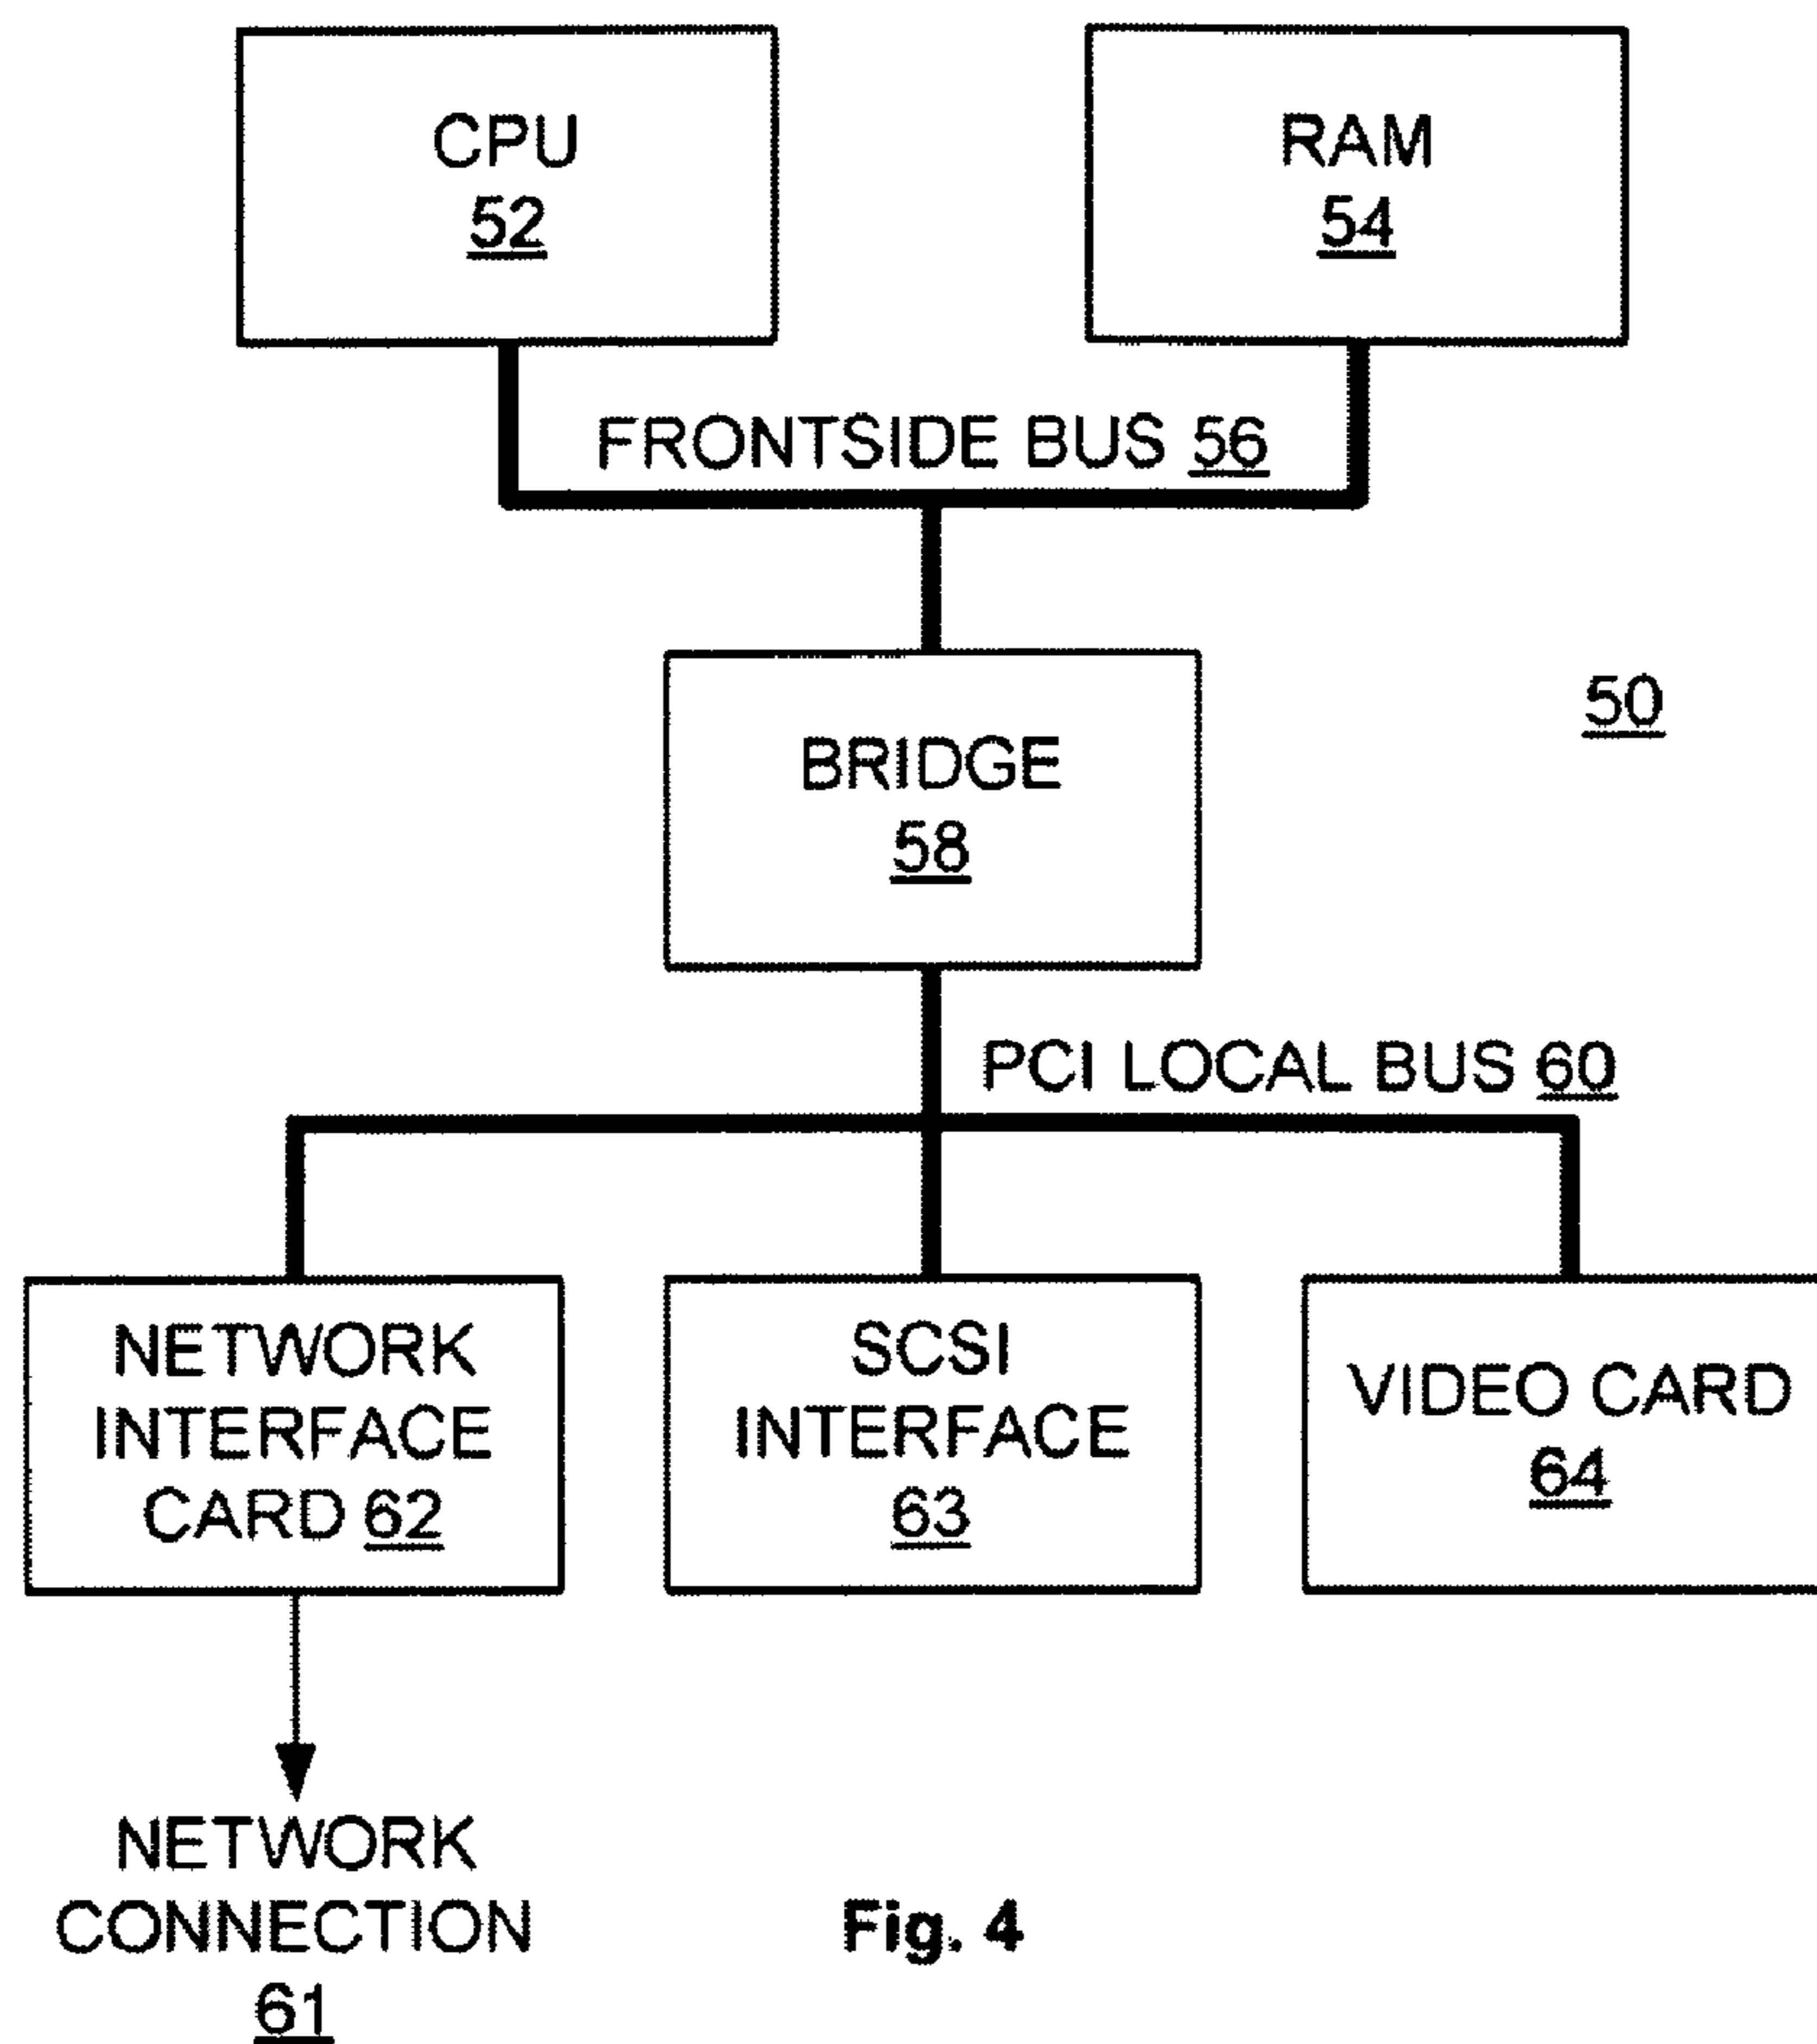 CPU
52
RAM
54
FRONTSIDE BUS 56
BRIDGE
58
50
PCI LOCAL BUS 60
NETWORK
INTERFACE
CARD 62
SCSI
INTERFACE
63
VIDEO CARD
64
NETWORK
CONNECTION
61
Fig. 4